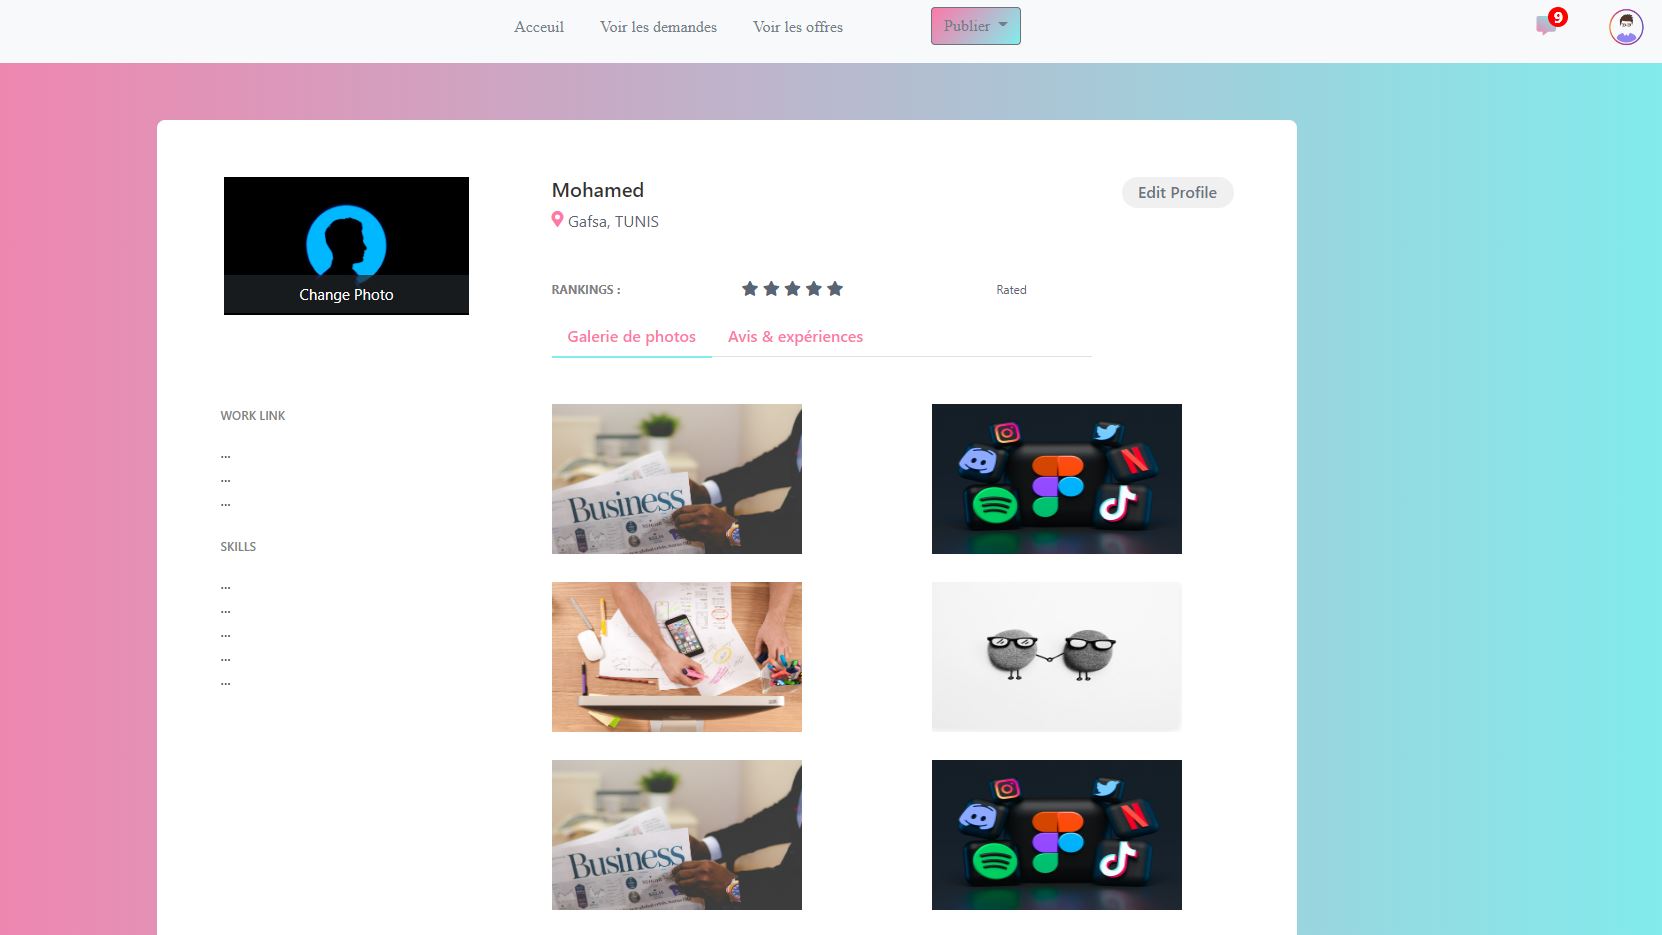 Acceuil
Voir les demandes
Voir les offres
Publier
9
Change Photo
Mohamed
Gafsa, TUNIS
Edit Profile
RANKINGS :
Rated
Galerie de photos
Avis & expériences
WORK LINK
...
...
...
SKILLS
...
...
...
...
...
Business
Business